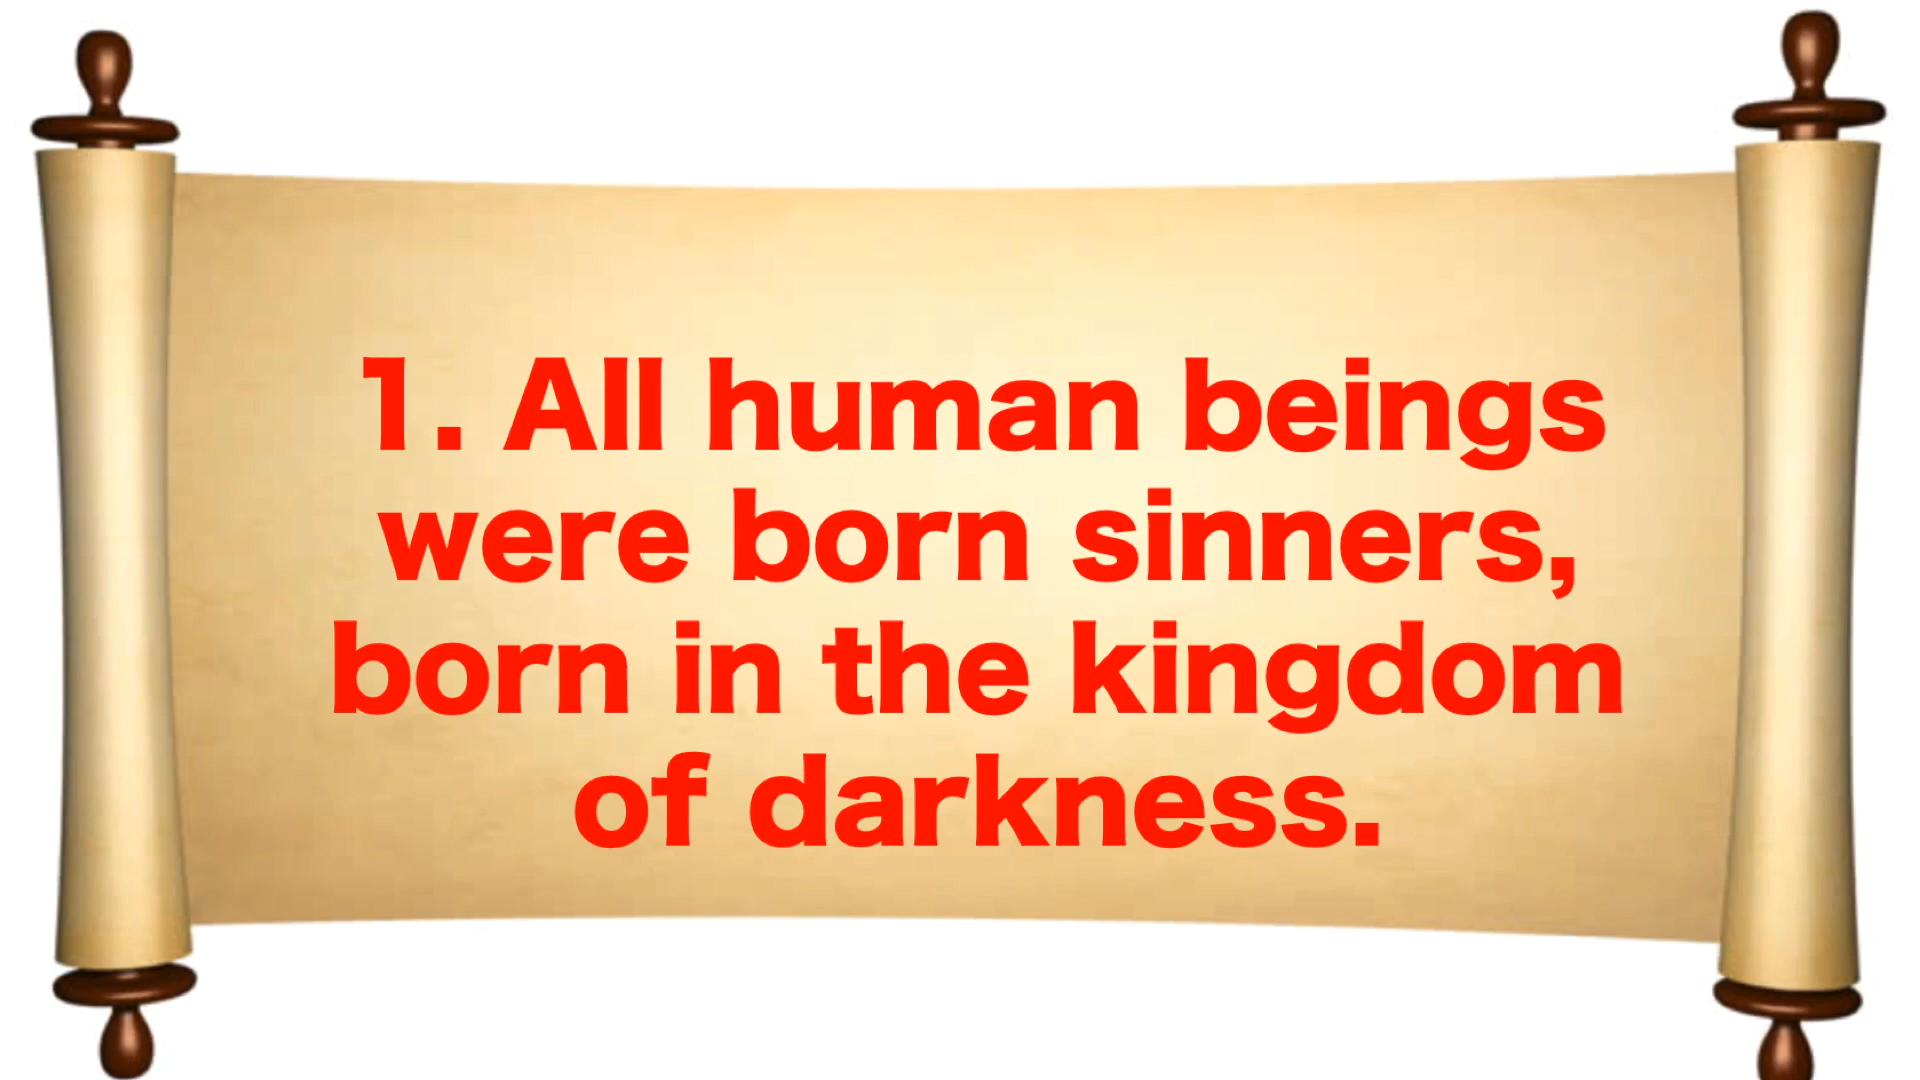 1. All human beings
were born sinners,
born in the kingdom
of darkness.